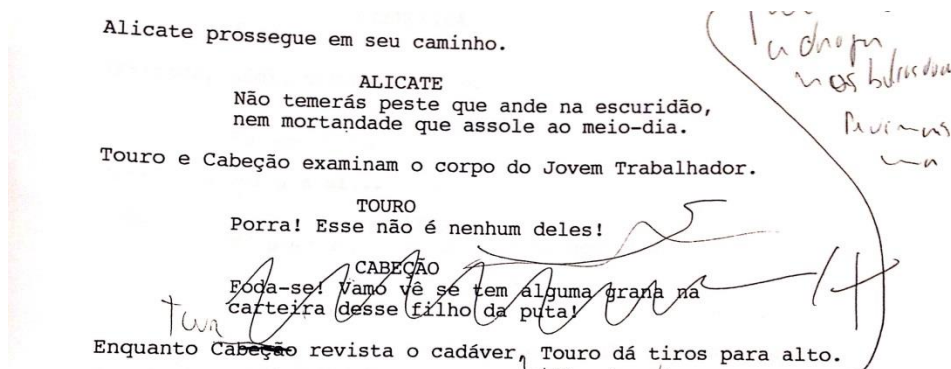 Alicate prossegue em seu caminho.
ALICATE
Não temerás peste que ande na escuridão,
nem mortandade que assole ao meio-dia.
Touro e Cabeção examinam o corpo do Jovem Trabalhador.
TOURO
Porra! Esse não é nenhum deles!
CABEÇÃO
Foda-se! Vamo vê se tem alguma grana na
carteira desse filho da puta!
Enquanto Cabeção revista o cadáver, Touro dá tiros para alto.